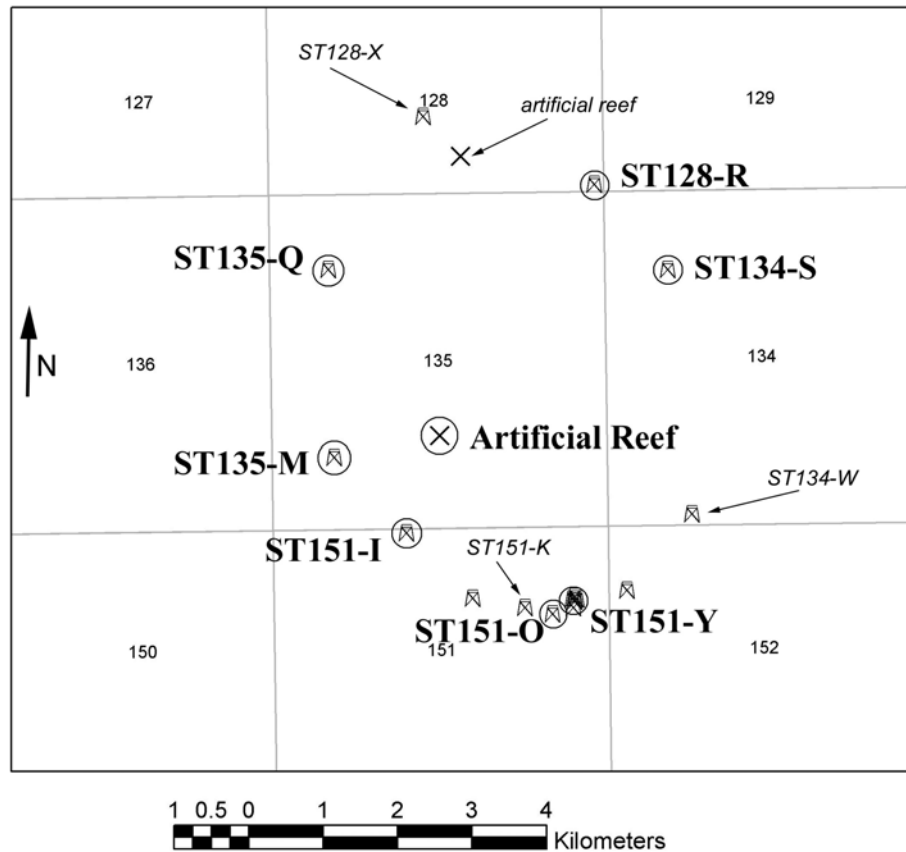 ST128-X
127
128
129
artificial reef
ST128-R
ST135-Q
ST134-S
N
136
135
134
Artificial Reef
ST135-M
ST134-W
ST151-I
ST151-K
ST151-O
ST151-Y
150
151
152
1 0.5 0 1 2 3 4
Kilometers